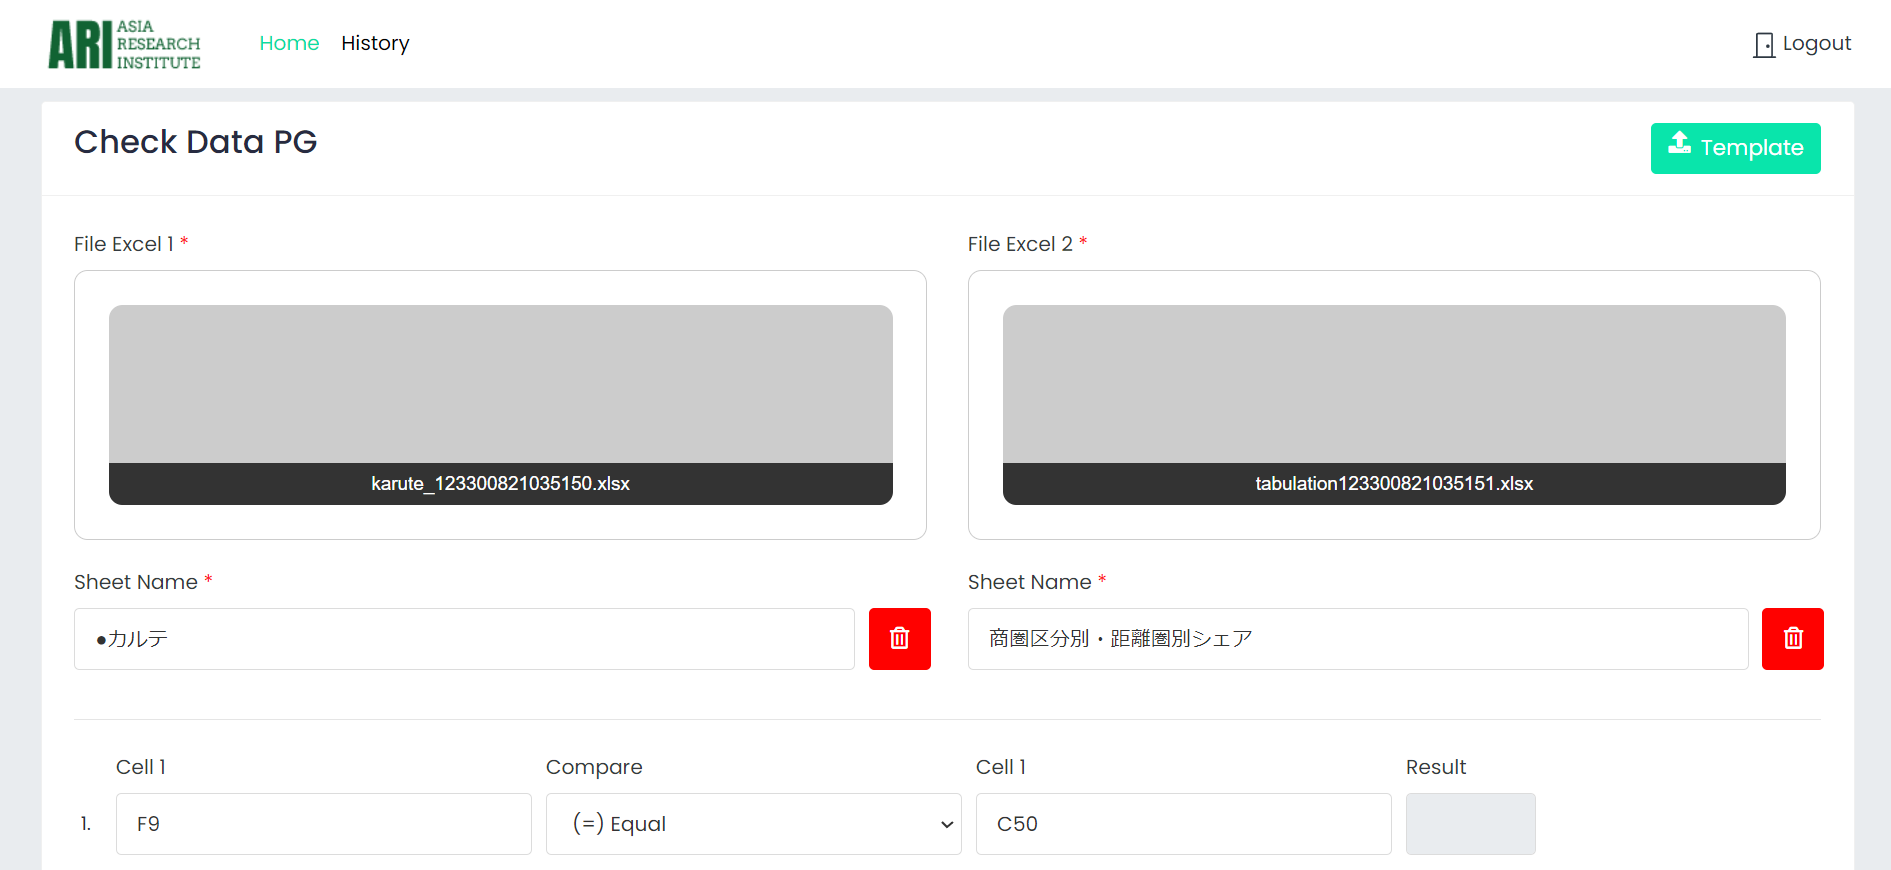 ARI ASIA RESEARCH INSTITUTE
Home History
Logout
Check Data PG
Template
File Excel 1 *
File Excel 2 *
karute_123300821035150.xlsx
tabulation123300821035151.xlsx
Sheet Name *
Sheet Name *
●カルテ
商圏区分別・距離圏別シェア
Cell 1
Compare
Cell 1
Result
1.
F9
(=) Equal
C50